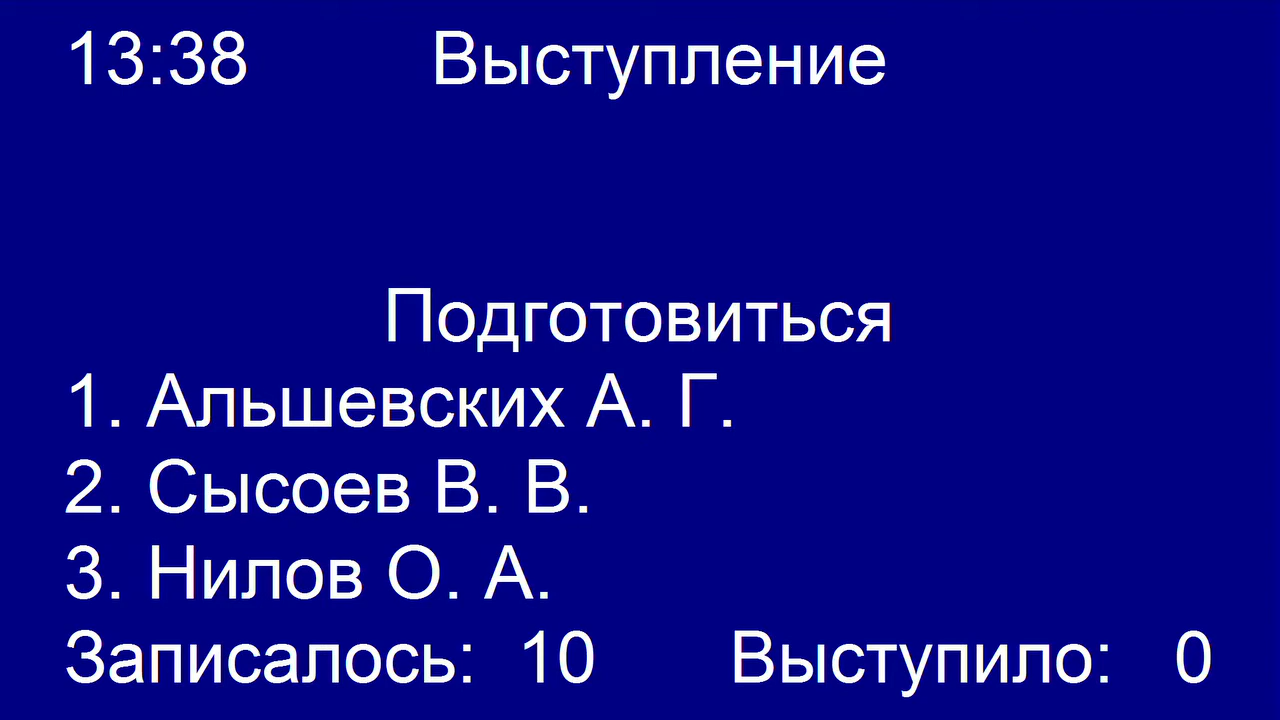 13:38 Выступление
Подготовиться
1. Альшевских А. Г.
2. Сысоев В. В.
3. Нилов О. А.
Записалось: 10 Выступило: 0